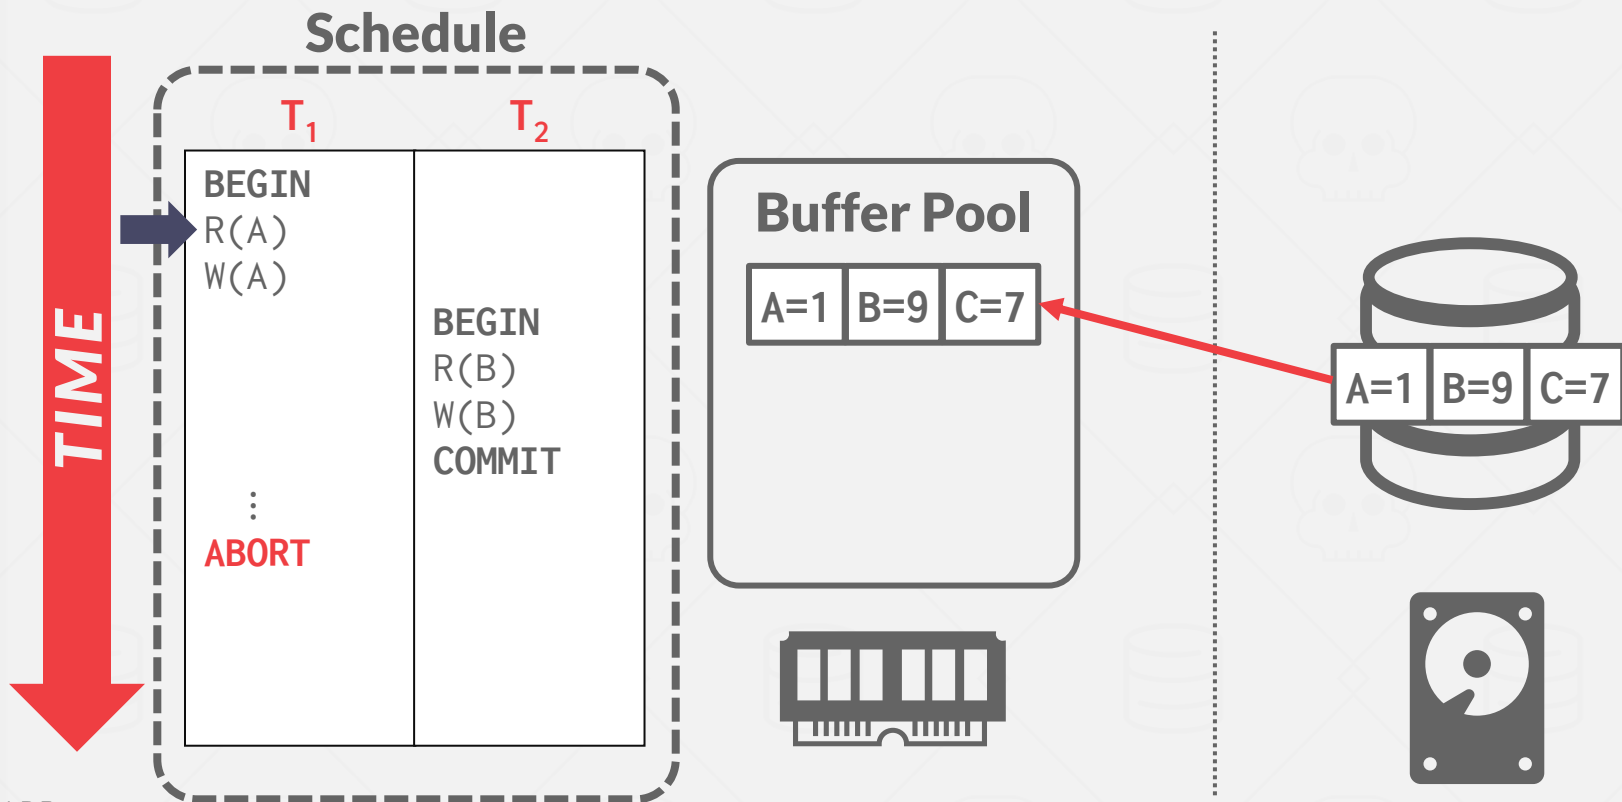 Schedule
TIME
T1
T2
BEGIN
R(A)
W(A)
⋮
ABORT
BEGIN
R(B)
W(B)
COMMIT
Buffer Pool
A=1 B=9 C=7
A=1 B=9 C=7